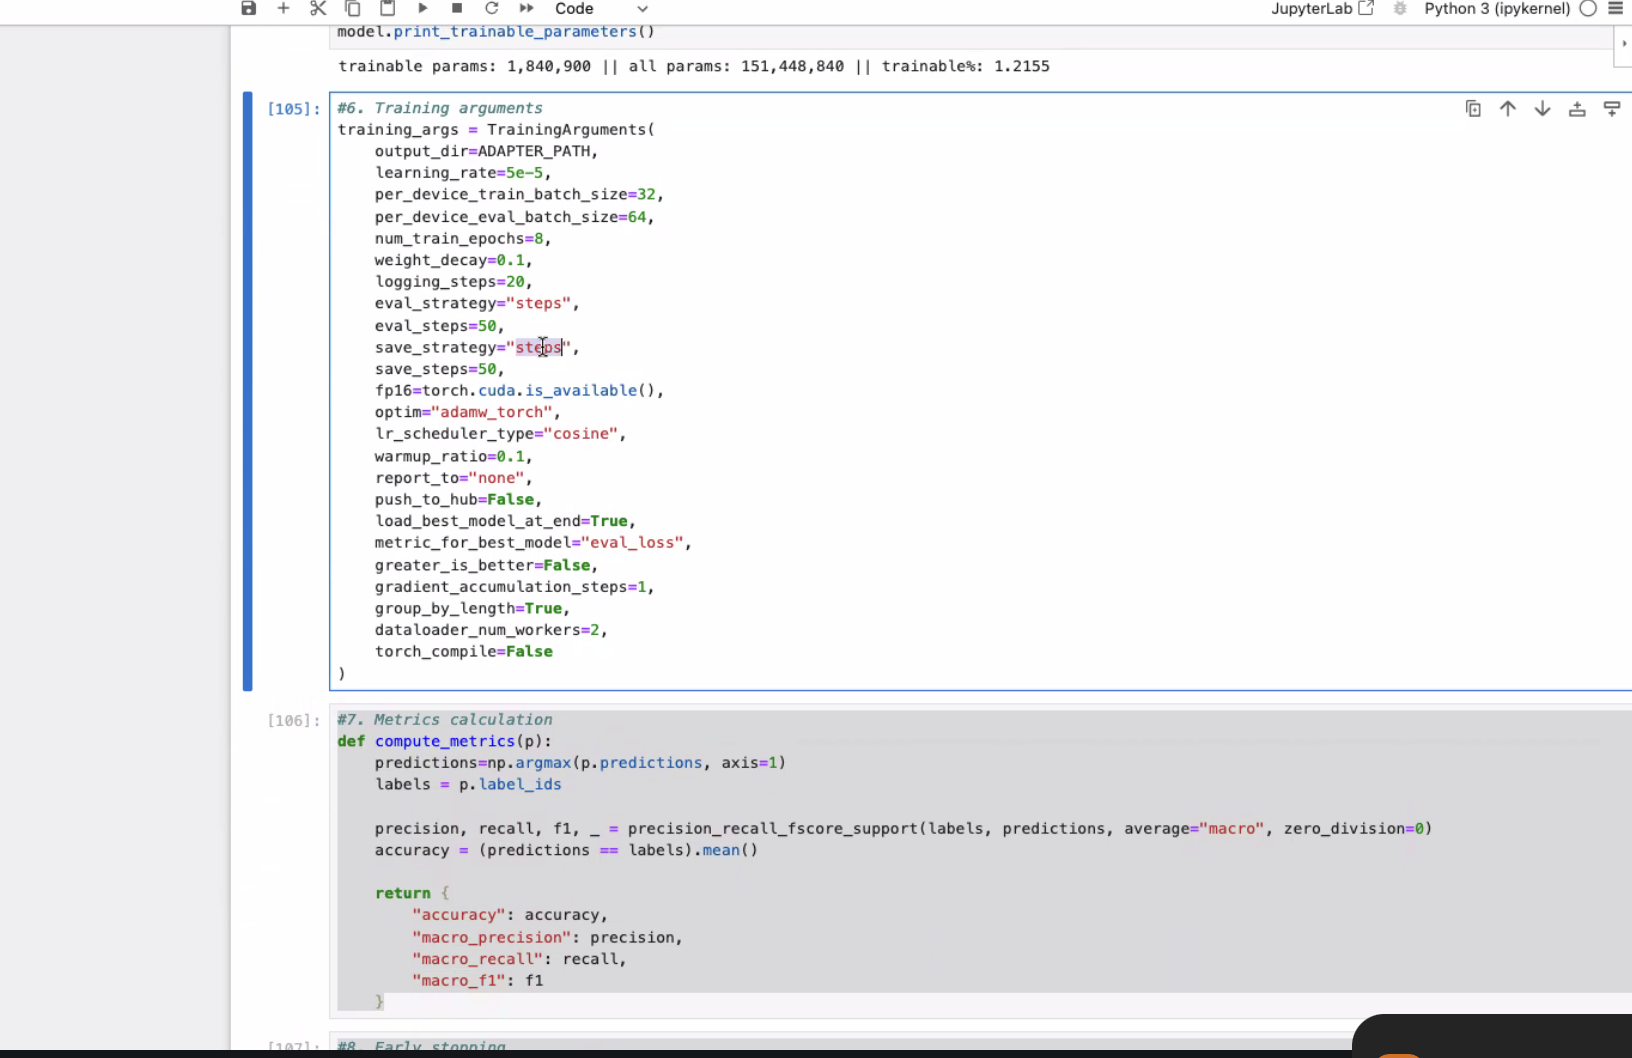 Code
JupyterLab
Python 3 (ipykernel)
model.print_trainable_parameters()
trainable params: 1,840,900 || all params: 151,448,840 || trainable%: 1.2155
[105]:
#6. Training arguments
training_args = TrainingArguments(
output_dir=ADAPTER_PATH,
learning_rate=5e-5,
per_device_train_batch_size=32,
per_device_eval_batch_size=64,
num_train_epochs=8,
weight_decay=0.1,
logging_steps=20,
eval_strategy="steps",
eval_steps=50,
save_strategy="steps",
save_steps=50,
fp16=torch.cuda.is_available(),
optim="adamw_torch",
lr_scheduler_type="cosine",
warmup_ratio=0.1,
report_to="none",
push_to_hub=False,
load_best_model_at_end=True,
metric_for_best_model="eval_loss",
greater_is_better=False,
gradient_accumulation_steps=1,
group_by_length=True,
dataloader_num_workers=2,
torch_compile=False
)
[106]:
#7. Metrics calculation
def compute_metrics(p):
predictions=np.argmax(p.predictions, axis=1)
labels = p.label_ids
precision, recall, f1, _ = precision_recall_fscore_support(labels, predictions, average="macro", zero_division=0)
accuracy = (predictions == labels).mean()
return {
"accuracy": accuracy,
"macro_precision": precision,
"macro_recall": recall,
"macro_f1": f1
}
[107]:
#8. Early stopping